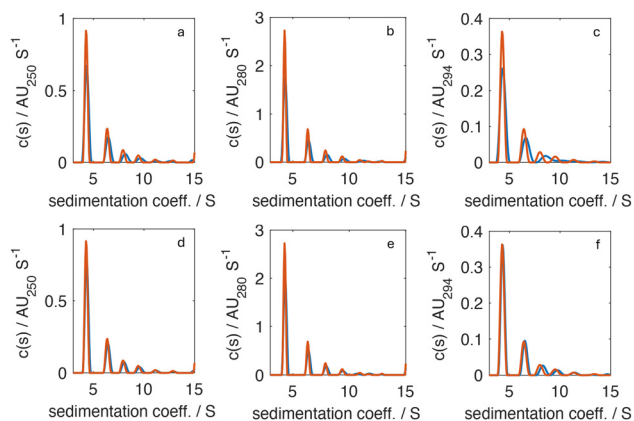 a
1
0.5
0
c(s) / AU250 S-1
5 10 15
sedimentation coeff. / S
b
3
2
1
0
c(s) / AU280 S-1
5 10 15
sedimentation coeff. / S
c
0.4
0.3
0.2
0.1
0
c(s) / AU294 S-1
5 10 15
sedimentation coeff. / S
d
1
0.5
0
c(s) / AU250 S-1
5 10 15
sedimentation coeff. / S
e
3
2
1
0
c(s) / AU280 S-1
5 10 15
sedimentation coeff. / S
f
0.4
0.3
0.2
0.1
0
c(s) / AU294 S-1
5 10 15
sedimentation coeff. / S